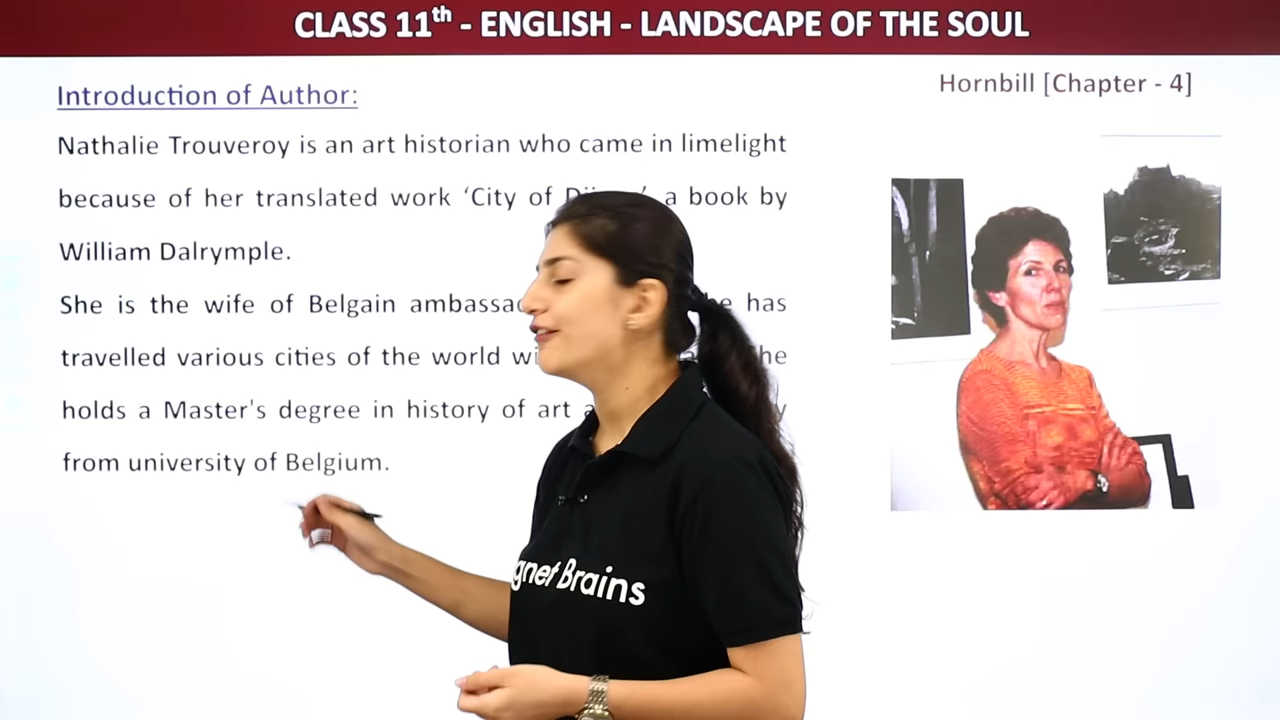 CLASS 11th - ENGLISH - LANDSCAPE OF THE SOUL
Hornbill [Chapter - 4]
Introduction of Author:
Nathalie Trouveroy is an art historian who came in limelight
because of her translated work ‘City of a book by
William Dalrymple.
She is the wife of Belgain has
travelled various cities of the world
holds a Master's degree in history of art
from university of Belgium.
Brains